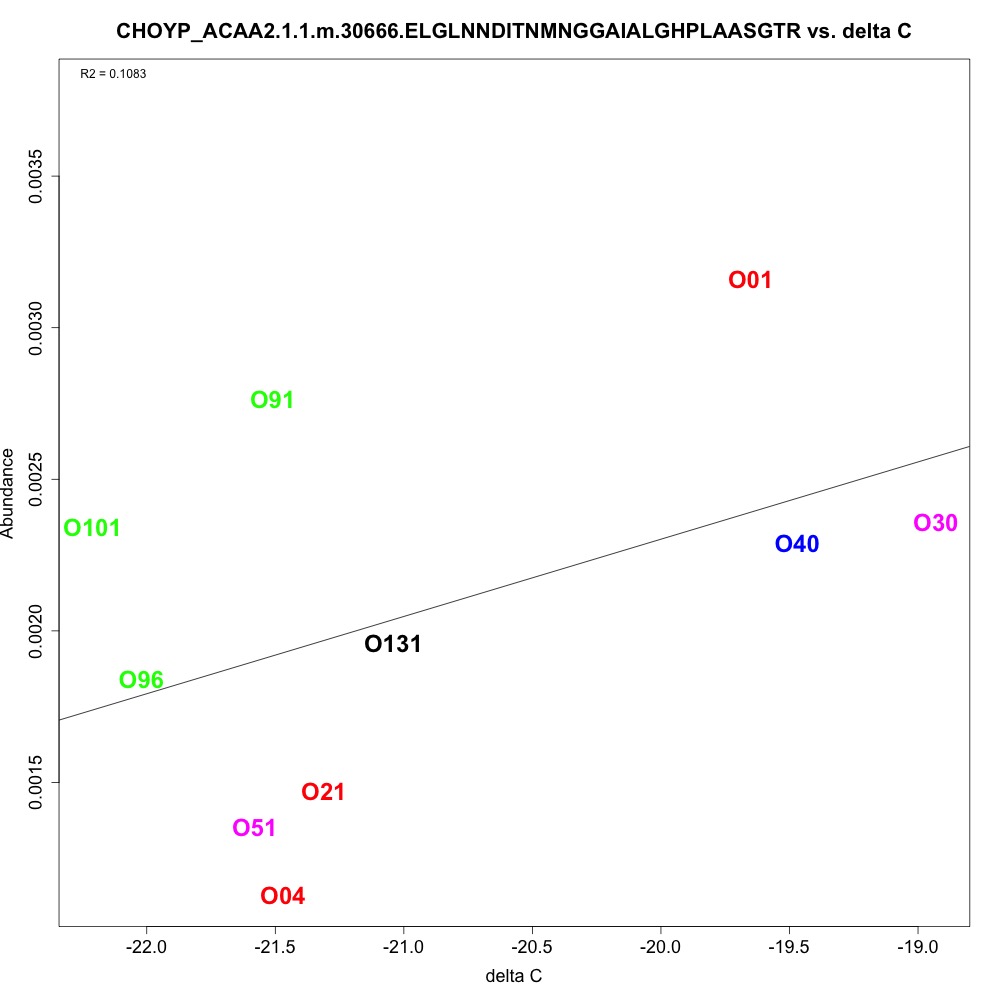 CHOYP_ACAA2.1.1.m.30666.ELGLNNDITNMNGGAIALGHPLAASGTR vs. delta C
R2 = 0.1083
0.0035
O01
0.0030
O91
Abundance
0.0025
O101
O30
O40
0.0020
O131
O96
0.0015
O21
O51
O04
-22.0 -21.5 -21.0 -20.5 -20.0 -19.5 -19.0
delta C